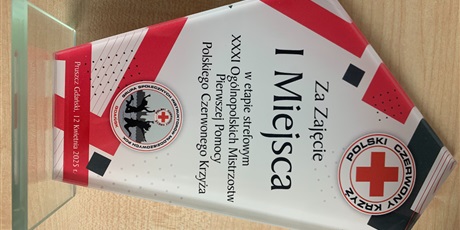 POLSKI CZERWONY KRZYŻ
Za Zajęcie
I Miejsca
w etapie strefowym
XXXI Ogólnopolskich Mistrzostw
Pierwszej Pomocy
Polskiego Czerwonego Krzyża
Pruszcz Gdański, 12 Kwietnia 2025 r.